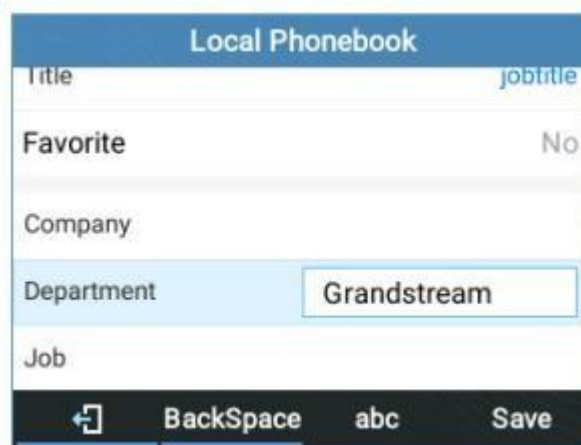 Local Phonebook
Title jobtitle
Favorite No
Company
Department Grandstream
Job
BackSpace abc Save